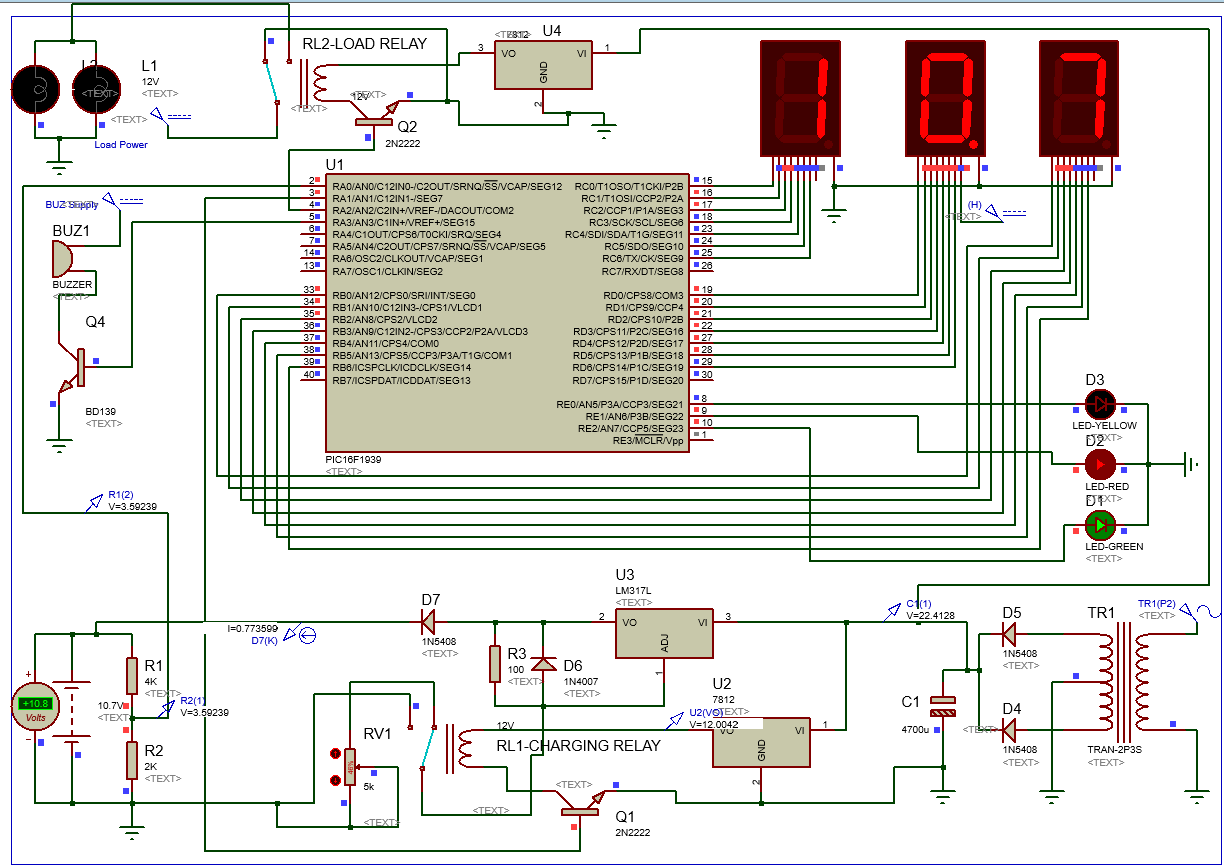 RL2-LOAD RELAY
U4
7812
<TEXT>
3
VO
VI
1
GND
2
L2
<TEXT>
L1
12V
<TEXT>
<TEXT>
Load Power
<TEXT>
12V
<TEXT>
Q2
2N2222
U1
2 RA0/AN0/C12IN0-/C2OUT/SRNQ/SS/VCAP/SEG12
3 RA1/AN1/C12IN1-/SEG7
4 RA2/AN2/C2IN+/VREF-/DACOUT/COM2
5 RA3/AN3/C1IN+/VREF+/SEG15
6 RA4/C1OUT/CPS6/T0CKI/SRQ/SEG4
7 RA5/AN4/C2OUT/CPS7/SRNQ/SS/VCAP/SEG5
14 RA6/OSC2/CLKOUT/VCAP/SEG1
13 RA7/OSC1/CLKIN/SEG2
33 RB0/AN12/CPS0/SRI/INT/SEG0
34 RB1/AN10/C12IN3-/CPS1/VLCD1
35 RB2/AN8/CPS2/VLCD2
36 RB3/AN9/C12IN2-/CPS3/CCP2/P2A/VLCD3
37 RB4/AN11/CPS4/COM0
38 RB5/AN13/CPS5/CCP3/P3A/T1G/COM1
39 RB6/ICSPCLK/ICDCLK/SEG14
40 RB7/ICSPDAT/ICDDAT/SEG13
RC0/T1OSO/T1CKI/P2B 15
RC1/T1OSI/CCP2/P2A 16
RC2/CCP1/P1A/SEG3 17
RC3/SCK/SCL/SEG6 18
RC4/SDI/SDA/T1G/SEG11 23
RC5/SDO/SEG10 24
RC6/TX/CK/SEG9 25
RC7/RX/DT/SEG8 26
RD0/CPS8/COM3 19
RD1/CPS9/CCP4 20
RD2/CPS10/P2B 21
RD3/CPS11/P2C/SEG16 22
RD4/CPS12/P2D/SEG17 27
RD5/CPS13/P1B/SEG18 28
RD6/CPS14/P1C/SEG19 29
RD7/CPS15/P1D/SEG20 30
RE0/AN5/P3A/CCP3/SEG21 8
RE1/AN6/P3B/SEG22 9
RE2/AN7/CCP5/SEG23 10
RE3/MCLR/Vpp 1
PIC16F1939
<TEXT>
1 0. 7
(H)
<TEXT>
BUZ Supply
BUZ1
BUZZER
<TEXT>
Q4
BD139
<TEXT>
D3
LED-YELLOW
<TEXT>
D2
LED-RED
<TEXT>
D1
LED-GREEN
<TEXT>
R1(2)
V=3.59239
U3
LM317L
<TEXT>
2
VO
VI
3
ADJ
1
D7
1N5408
<TEXT>
I=0.773599
D7(K)
C1(1)
V=22.4128
D5
1N5408
<TEXT>
TR1
TR1(P2)
R3
100
<TEXT>
D6
1N4007
<TEXT>
R1
4K
<TEXT>
+10.8
Volts
10.7V
<TEXT>
R2(1)
V=3.59239
U2
7812
<TEXT>
U2(VO)
V=12.0042
VO
VI
1
GND
2
C1
4700u
<TEXT>
D4
1N5408
<TEXT>
TRAN-2P3S
<TEXT>
R2
2K
<TEXT>
RV1
5k
<TEXT>
12V
RL1-CHARGING RELAY
<TEXT>
<TEXT>
Q1
2N2222